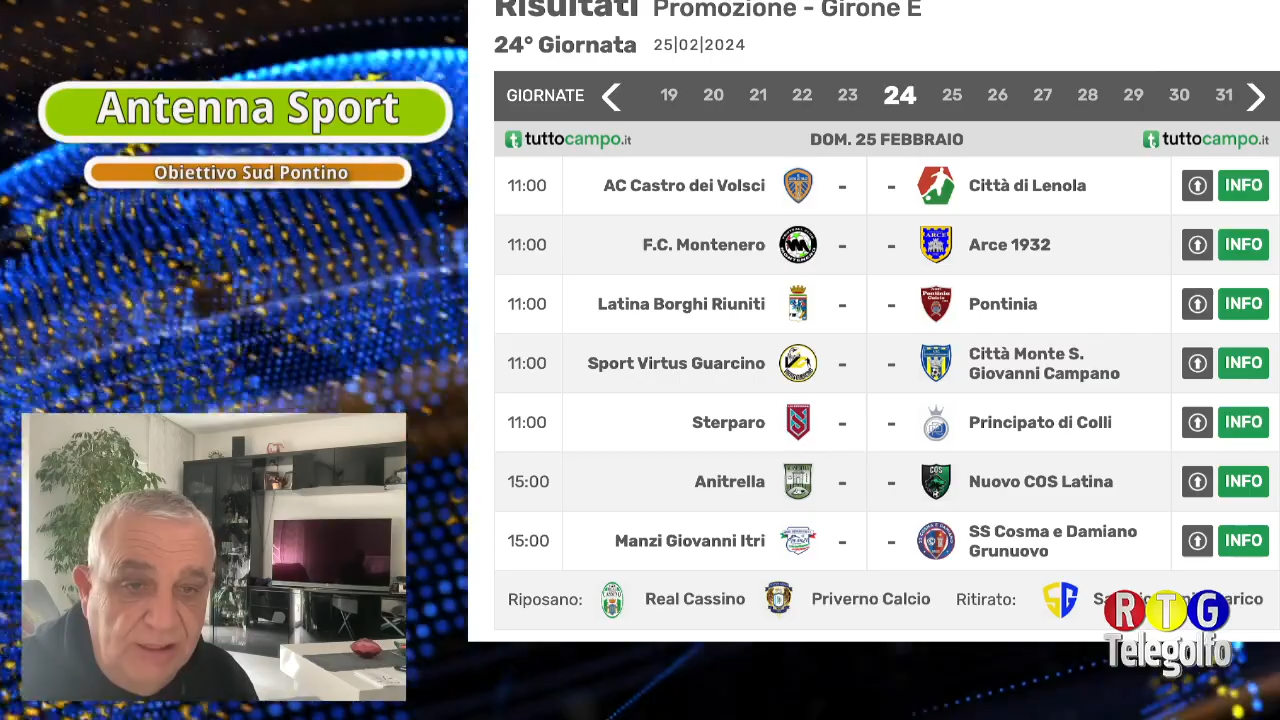 Risultati Promozione - Girone E
24° Giornata 25|02|2024
Antenna Sport
Obiettivo Sud Pontino
GIORNATE 19 20 21 22 23 24 25 26 27 28 29 30 31
tuttocampo.it DOM. 25 FEBBRAIO tuttocampo.it
11:00 AC Castro dei Volsci - - Città di Lenola INFO
11:00 F.C. Montenero - - Arce 1932 INFO
11:00 Latina Borghi Riuniti - - Pontinia INFO
11:00 Sport Virtus Guarcino - - Città Monte S. Giovanni Campano INFO
11:00 Sterparo - - Principato di Colli INFO
15:00 Anitrella - - Nuovo COS Latina INFO
15:00 Manzi Giovanni Itri - - SS Cosma e Damiano Grunuovo INFO
Riposano: Real Cassino Priverno Calcio Ritirato:
RTG
Telegolfo